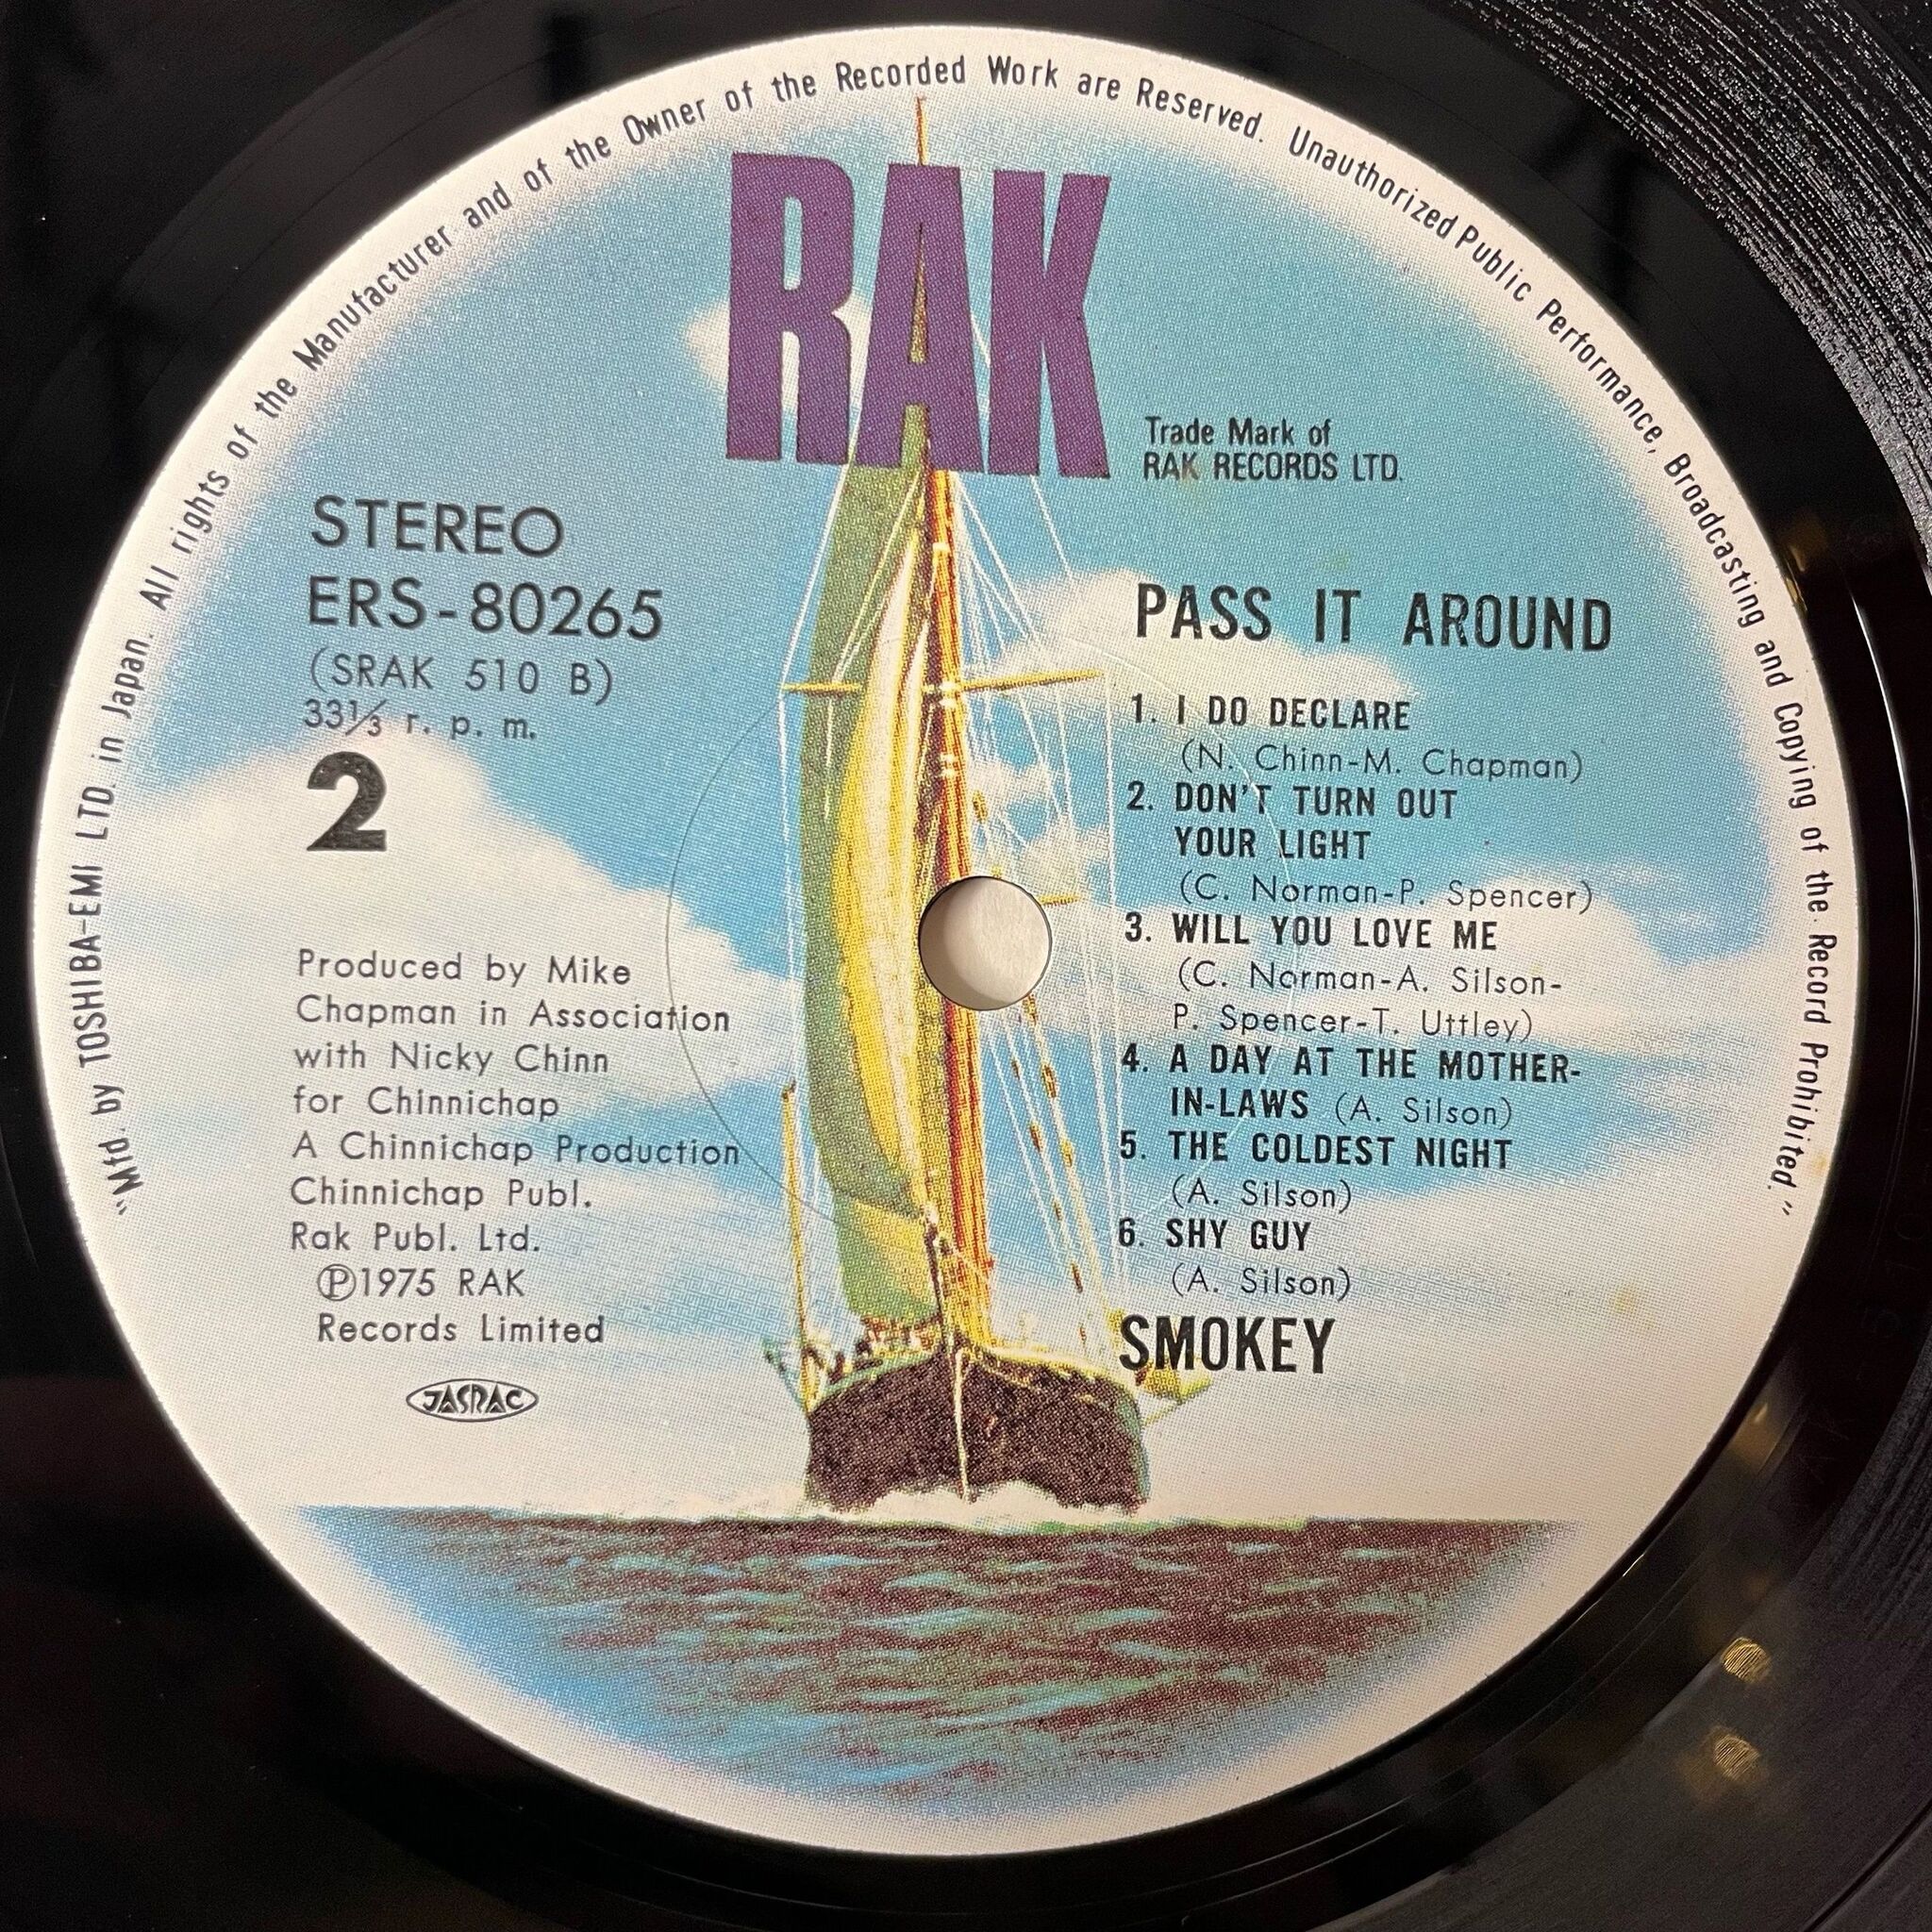 "Mfd. by TOSHIBA-EMI LTD. in Japan. All rights of the Manufacturer and of the Owner of the Recorded Work are Reserved. Unauthorized Public Performance, Broadcasting and Copying of the Record Prohibited."
RAK
Trade Mark of
RAK RECORDS LTD.
STEREO
ERS-80265
(SRAK 510 B)
33⅓ r. p. m.
2
Produced by Mike
Chapman in Association
with Nicky Chinn
for Chinnichap
A Chinnichap Production
Chinnichap Publ.
Rak Publ. Ltd.
Ⓟ1975 RAK
Records Limited
JASRAC
PASS IT AROUND
1. I DO DECLARE
(N. Chinn-M. Chapman)
2. DON'T TURN OUT
YOUR LIGHT
(C. Norman-P. Spencer)
3. WILL YOU LOVE ME
(C. Norman-A. Silson-
P. Spencer-T. Uttley)
4. A DAY AT THE MOTHER-
IN-LAWS (A. Silson)
5. THE COLDEST NIGHT
(A. Silson)
6. SHY GUY
(A. Silson)
SMOKEY